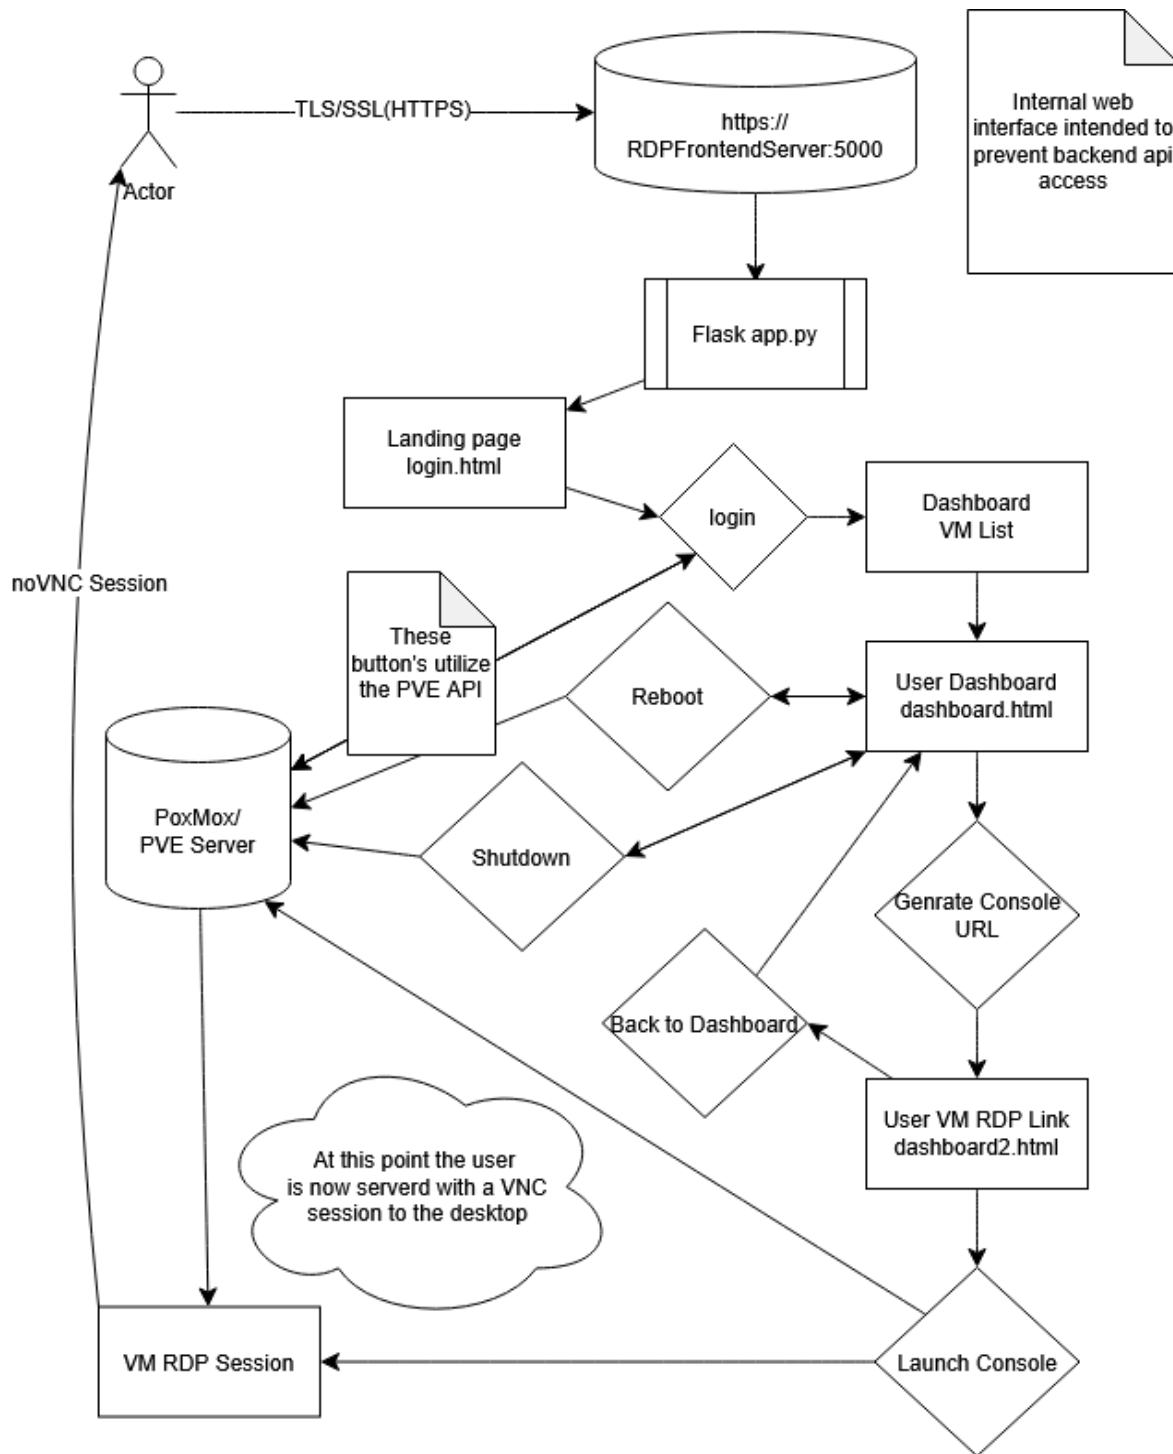 TLS/SSL(HTTPS)
https://
RDPFrontendServer:5000
Internal web
interface intended to
prevent backend api
access
Actor
Flask app.py
Landing page
login.html
login
Dashboard
VM List
noVNC Session
These
button's utilize
the PVE API
Reboot
User Dashboard
dashboard.html
PoxMox/
PVE Server
Shutdown
Genrate Console
URL
Back to Dashboard
User VM RDP Link
dashboard2.html
At this point the user
is now serverd with a VNC
session to the desktop
VM RDP Session
Launch Console